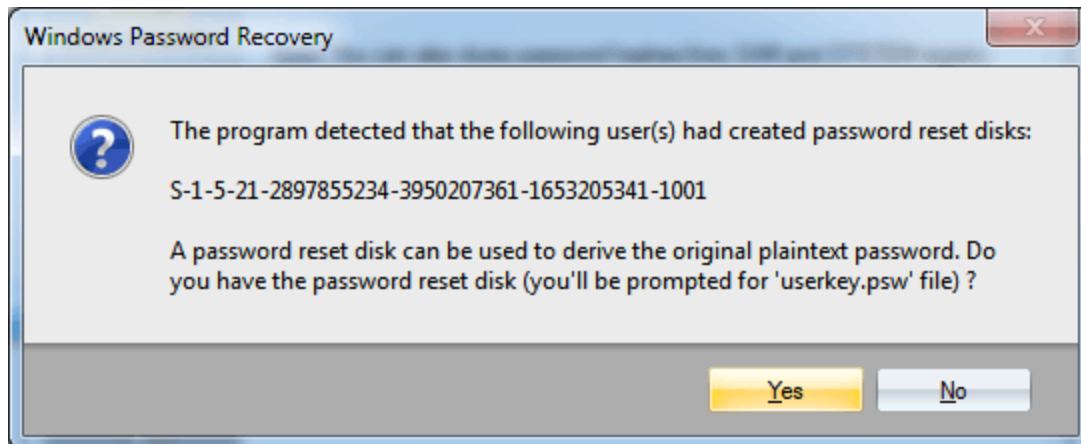 Windows Password Recovery
The program detected that the following user(s) had created password reset disks:
S-1-5-21-2897855234-3950207361-1653205341-1001
A password reset disk can be used to derive the original plaintext password. Do
you have the password reset disk (you'll be prompted for 'userkey.psw' file) ?
Yes
No